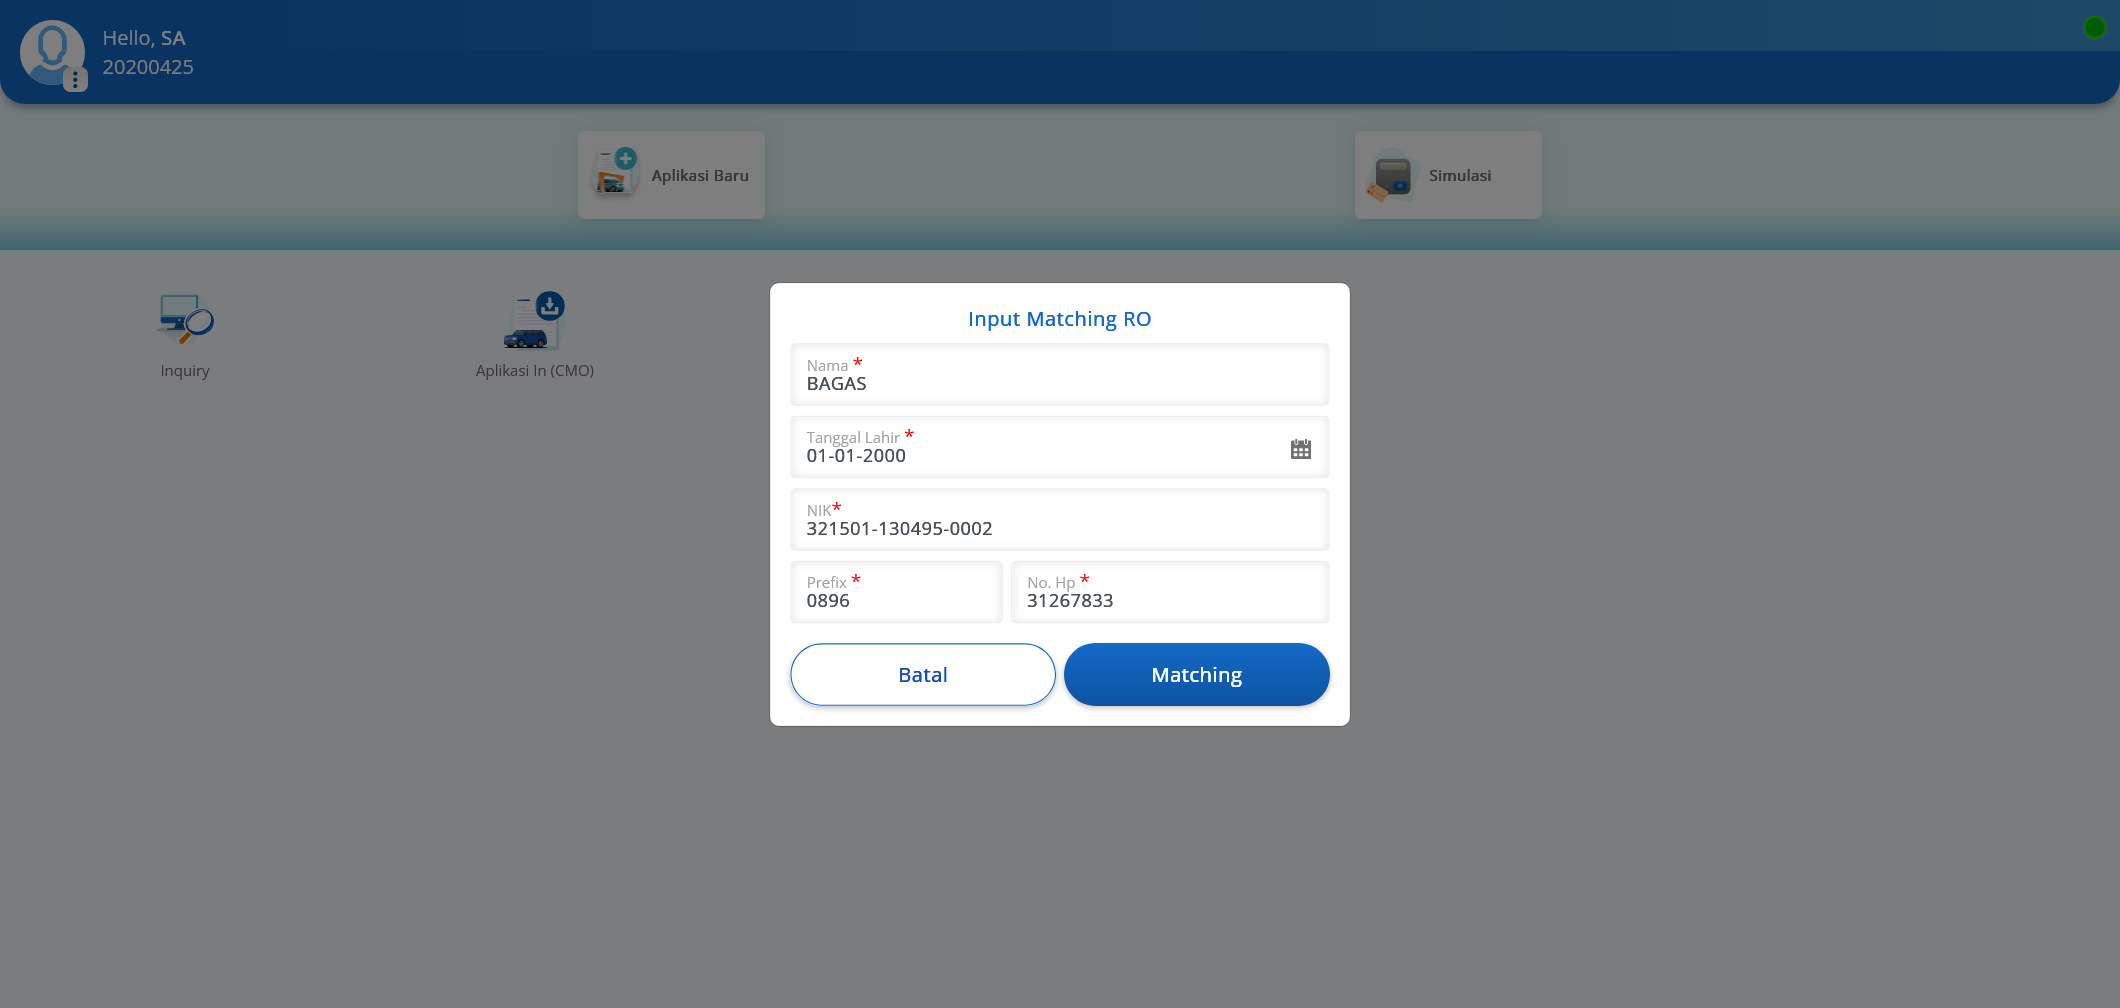 Hello, SA
20200425
Aplikasi Baru
Simulasi
Inquiry
Aplikasi In (CMO)
Input Matching RO
Nama *
BAGAS
Tanggal Lahir *
01-01-2000
NIK*
321501-130495-0002
Prefix *
0896
No. Hp *
31267833
Batal
Matching